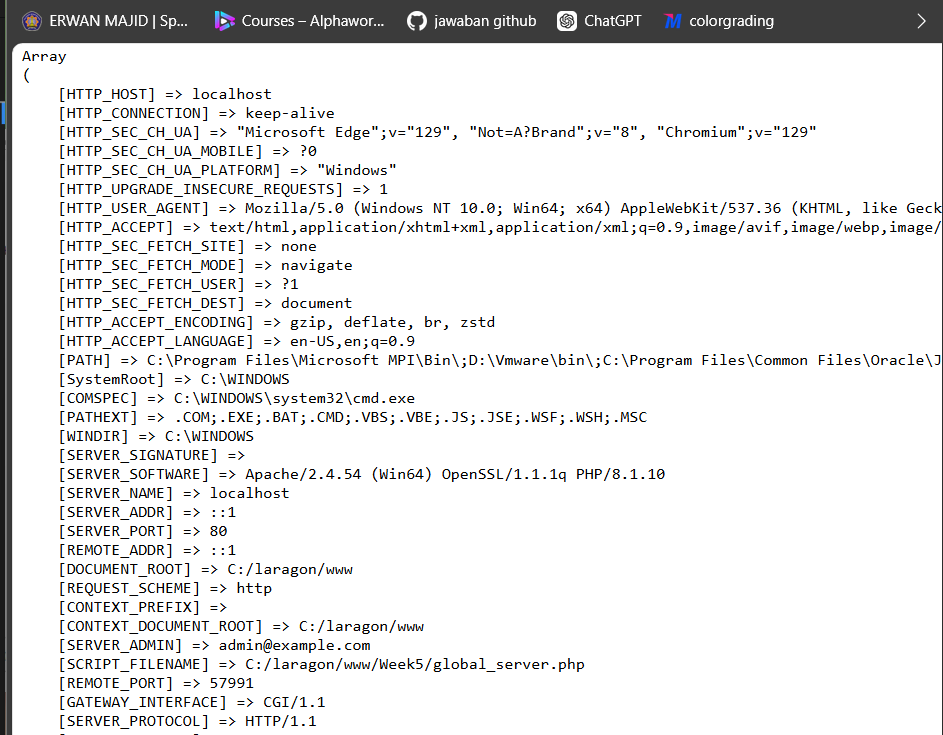 ERWAN MAJID | Sp... Courses – Alphawor... jawaban github ChatGPT colorgrading
Array
(
[HTTP_HOST] => localhost
[HTTP_CONNECTION] => keep-alive
[HTTP_SEC_CH_UA] => "Microsoft Edge";v="129", "Not=A?Brand";v="8", "Chromium";v="129"
[HTTP_SEC_CH_UA_MOBILE] => ?0
[HTTP_SEC_CH_UA_PLATFORM] => "Windows"
[HTTP_UPGRADE_INSECURE_REQUESTS] => 1
[HTTP_USER_AGENT] => Mozilla/5.0 (Windows NT 10.0; Win64; x64) AppleWebKit/537.36 (KHTML, like Geck
[HTTP_ACCEPT] => text/html,application/xhtml+xml,application/xml;q=0.9,image/avif,image/webp,image/
[HTTP_SEC_FETCH_SITE] => none
[HTTP_SEC_FETCH_MODE] => navigate
[HTTP_SEC_FETCH_USER] => ?1
[HTTP_SEC_FETCH_DEST] => document
[HTTP_ACCEPT_ENCODING] => gzip, deflate, br, zstd
[HTTP_ACCEPT_LANGUAGE] => en-US,en;q=0.9
[PATH] => C:\Program Files\Microsoft MPI\Bin\;D:\Vmware\bin\;C:\Program Files\Common Files\Oracle\J
[SystemRoot] => C:\WINDOWS
[COMSPEC] => C:\WINDOWS\system32\cmd.exe
[PATHEXT] => .COM;.EXE;.BAT;.CMD;.VBS;.VBE;.JS;.JSE;.WSF;.WSH;.MSC
[WINDIR] => C:\WINDOWS
[SERVER_SIGNATURE] =>
[SERVER_SOFTWARE] => Apache/2.4.54 (Win64) OpenSSL/1.1.1q PHP/8.1.10
[SERVER_NAME] => localhost
[SERVER_ADDR] => ::1
[SERVER_PORT] => 80
[REMOTE_ADDR] => ::1
[DOCUMENT_ROOT] => C:/laragon/www
[REQUEST_SCHEME] => http
[CONTEXT_PREFIX] =>
[CONTEXT_DOCUMENT_ROOT] => C:/laragon/www
[SERVER_ADMIN] => admin@example.com
[SCRIPT_FILENAME] => C:/laragon/www/Week5/global_server.php
[REMOTE_PORT] => 57991
[GATEWAY_INTERFACE] => CGI/1.1
[SERVER_PROTOCOL] => HTTP/1.1